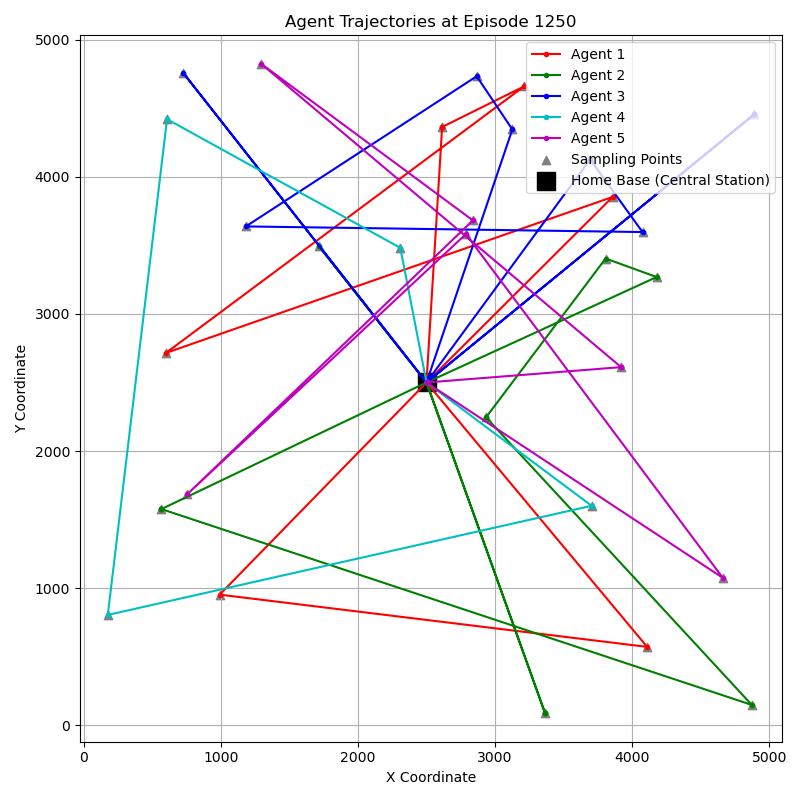 Agent Trajectories at Episode 1250
5000
4000
3000
2000
1000
0
Y Coordinate
0 1000 2000 3000 4000 5000
X Coordinate
Agent 1
Agent 2
Agent 3
Agent 4
Agent 5
Sampling Points
Home Base (Central Station)